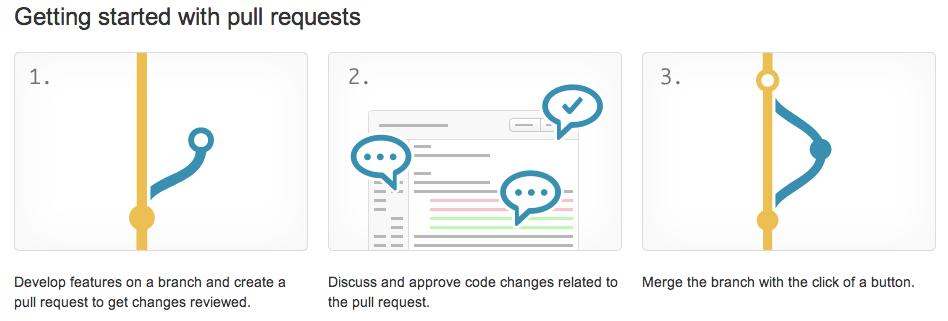 Getting started with pull requests
1.
2.
3.
Develop features on a branch and create a
pull request to get changes reviewed.
Discuss and approve code changes related to
the pull request.
Merge the branch with the click of a button.